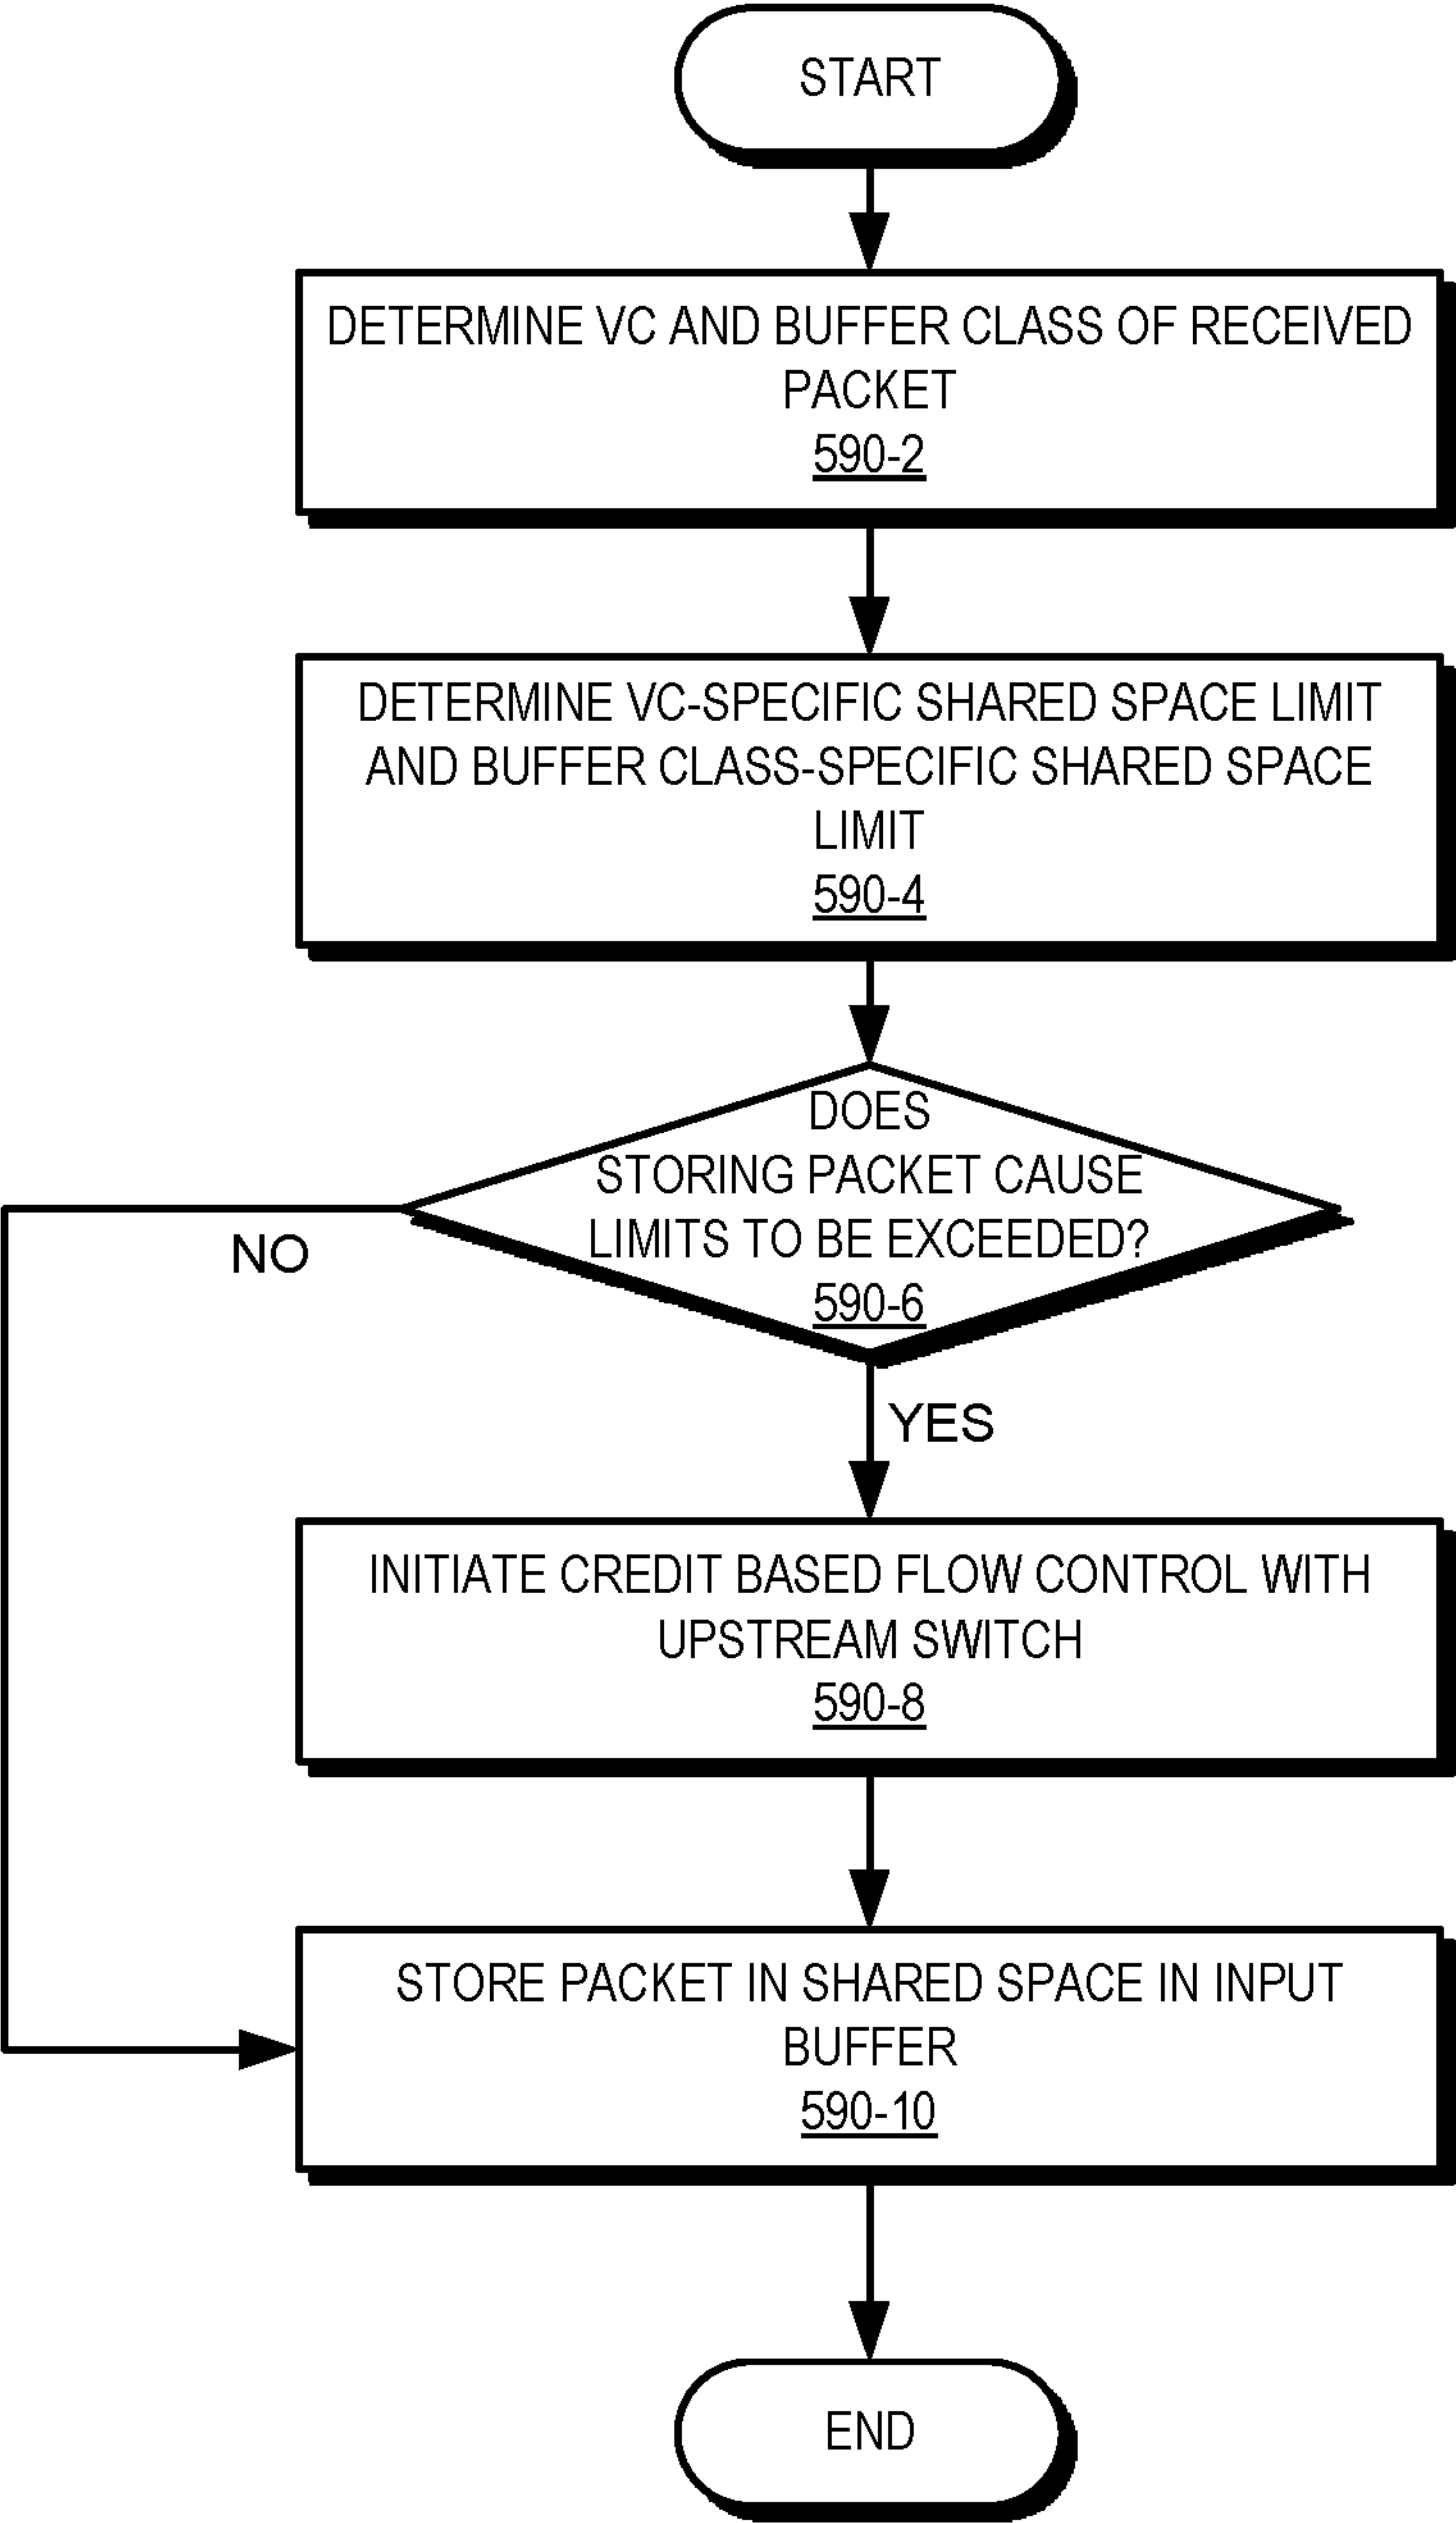 START
DETERMINE VC AND BUFFER CLASS OF RECEIVED
PACKET
590-2
DETERMINE VC-SPECIFIC SHARED SPACE LIMIT
AND BUFFER CLASS-SPECIFIC SHARED SPACE
LIMIT
590-4
DOES
STORING PACKET CAUSE
LIMITS TO BE EXCEEDED?
590-6
NO
YES
INITIATE CREDIT BASED FLOW CONTROL WITH
UPSTREAM SWITCH
590-8
STORE PACKET IN SHARED SPACE IN INPUT
BUFFER
590-10
END